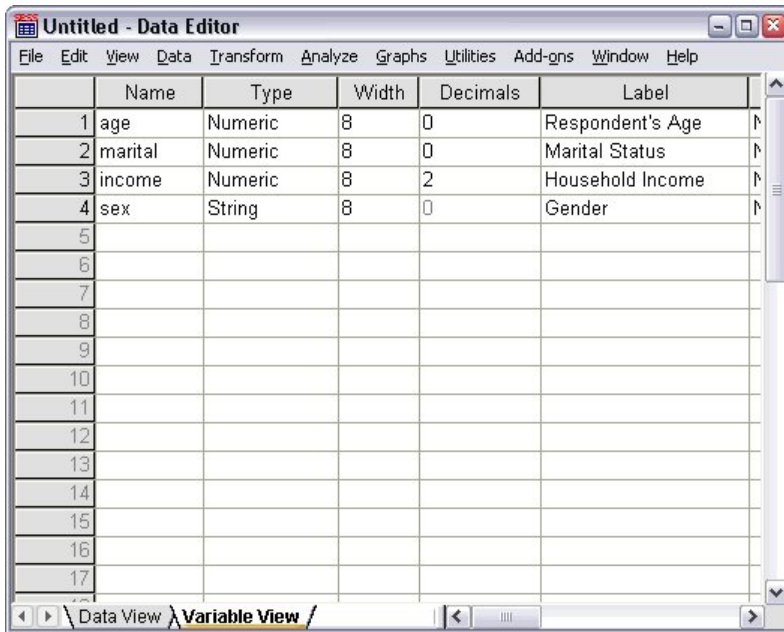 Untitled - Data Editor
File Edit View Data Transform Analyze Graphs Utilities Add-ons Window Help
Name Type Width Decimals Label
1 age Numeric 8 0 Respondent's Age
2 marital Numeric 8 0 Marital Status
3 income Numeric 8 2 Household Income
4 sex String 8 0 Gender
5
6
7
8
9
10
11
12
13
14
15
16
17
Data View Variable View